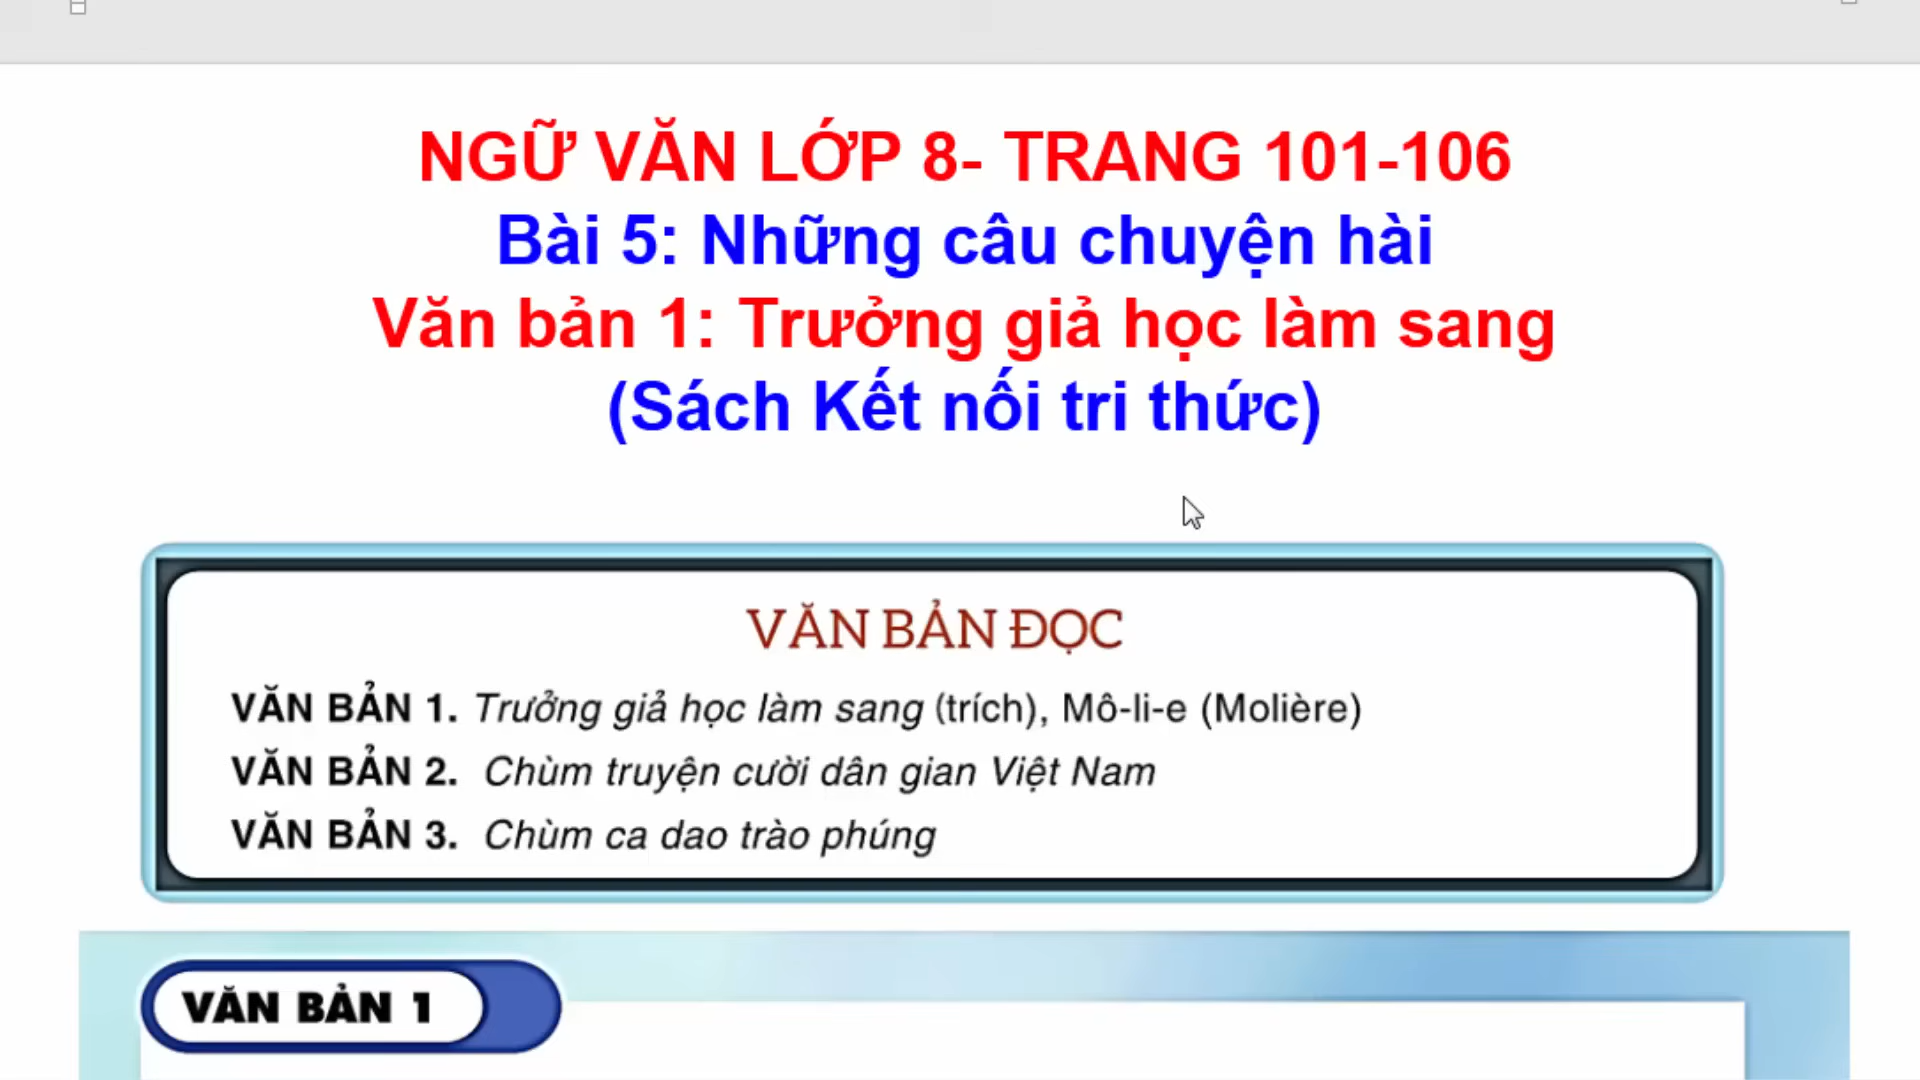 NGỮ VĂN LỚP 8- TRANG 101-106
Bài 5: Những câu chuyện hài
Văn bản 1: Trưởng giả học làm sang
(Sách Kết nối tri thức)
VĂN BẢN ĐỌC
VĂN BẢN 1. Trưởng giả học làm sang (trích), Mô-li-e (Molière)
VĂN BẢN 2. Chùm truyện cười dân gian Việt Nam
VĂN BẢN 3. Chùm ca dao trào phúng
VĂN BẢN 1